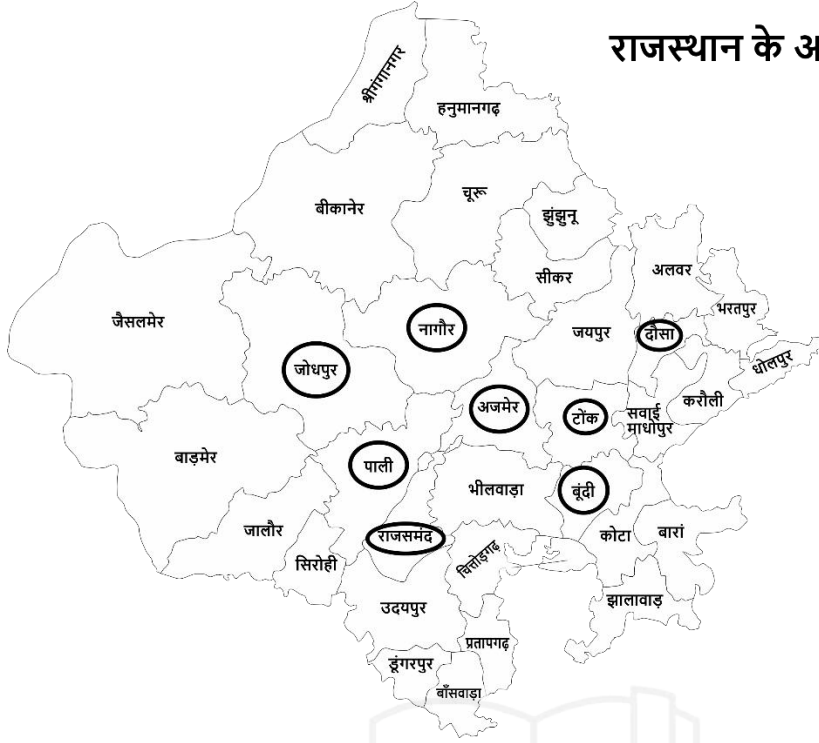 राजस्थान के अ
श्रीगंगानगर
हनुमानगढ़
बीकानेर
चूरू
झुंझुनू
सीकर
अलवर
भरतपुर
जैसलमेर
नागौर
जयपुर
दौसा
धोलपुर
जोधपुर
करौली
अजमेर
टोंक
सवाई
माधोपुर
बाड़मेर
पाली
भीलवाड़ा
बूंदी
जालौर
राजसमंद
कोटा
बारां
सिरोही
चित्तोड़गढ़
झालावाड़
उदयपुर
प्रतापगढ़
डूंगरपुर
बाँसवाड़ा